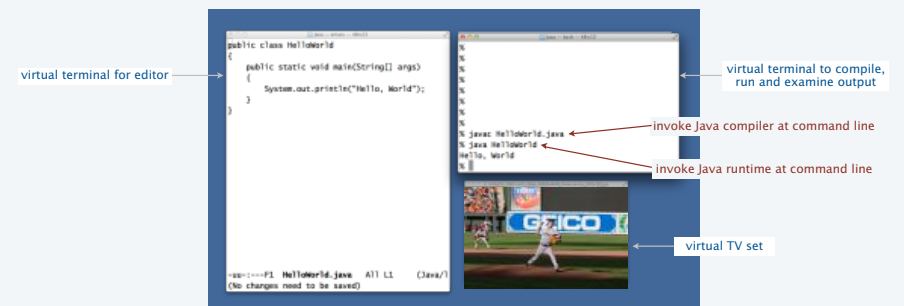 public class HelloWorld
{
public static void main(String[] args)
{
System.out.println("Hello, World");
}
}
-uu-:---F1 HelloWorld.java All L1 (Java/l
(No changes need to be saved)
virtual terminal for editor
%
%
%
%
%
%
%
% javac HelloWorld.java
% java HelloWorld
Hello, World
%
virtual terminal to compile,
run and examine output
invoke Java compiler at command line
invoke Java runtime at command line
GEICO
virtual TV set